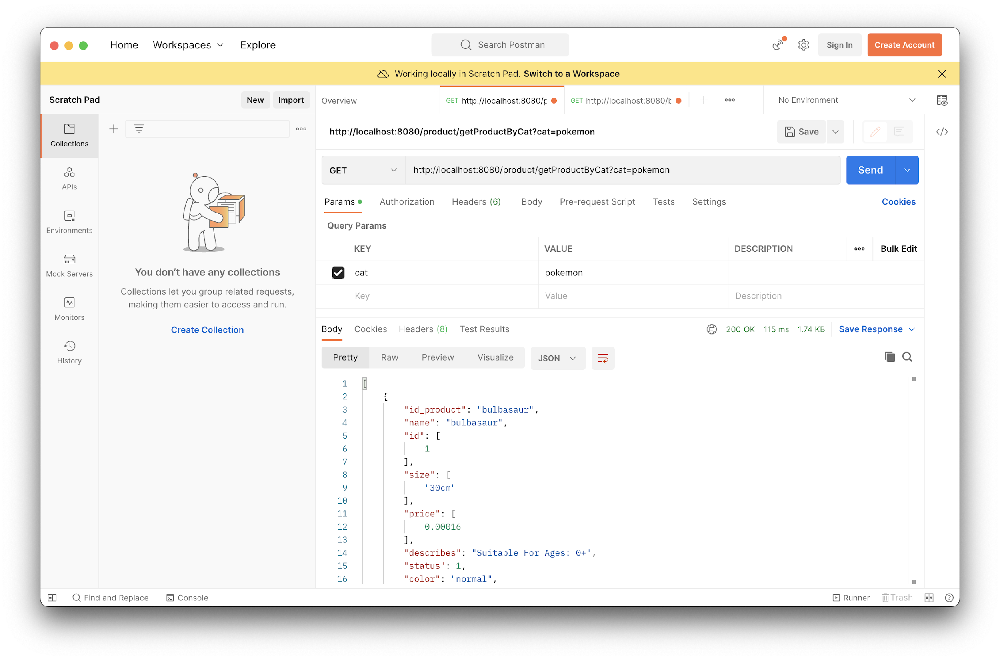 Home Workspaces Explore Search Postman Sign In Create Account
Working locally in Scratch Pad. Switch to a Workspace
Scratch Pad New Import
Overview GET http://localhost:8080/p GET http://localhost:8080/b No Environment
Collections
APIs
Environments
Mock Servers
Monitors
History
You don’t have any collections
Collections let you group related requests,
making them easier to access and run.
Create Collection
http://localhost:8080/product/getProductByCat?cat=pokemon Save
GET http://localhost:8080/product/getProductByCat?cat=pokemon Send
Params Authorization Headers (6) Body Pre-request Script Tests Settings Cookies
Query Params
KEY VALUE DESCRIPTION Bulk Edit
cat pokemon
Key Value Description
Body Cookies Headers (8) Test Results 200 OK 115 ms 1.74 KB Save Response
Pretty Raw Preview Visualize JSON
1 [
2 {
3 "id_product": "bulbasaur",
4 "name": "bulbasaur",
5 "id": [
6 1
7 ],
8 "size": [
9 "30cm"
10 ],
11 "price": [
12 0.00016
13 ],
14 "describes": "Suitable For Ages: 0+",
15 "status": 1,
16 "color": "normal",
Find and Replace Console Runner Trash